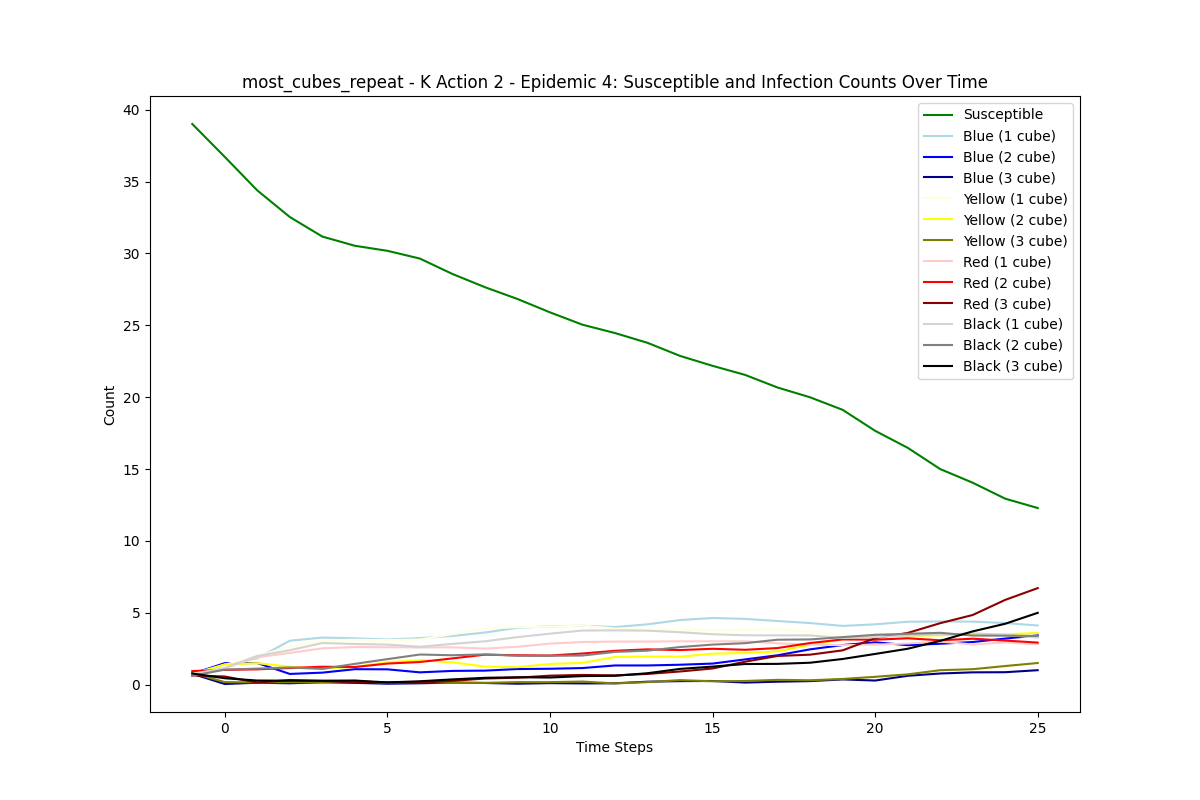 most_cubes_repeat - K Action 2 - Epidemic 4: Susceptible and Infection Counts Over Time
40
35
30
25
20
15
10
5
0
Count
Susceptible
Blue (1 cube)
Blue (2 cube)
Blue (3 cube)
Yellow (1 cube)
Yellow (2 cube)
Yellow (3 cube)
Red (1 cube)
Red (2 cube)
Red (3 cube)
Black (1 cube)
Black (2 cube)
Black (3 cube)
0 5 10 15 20 25
Time Steps